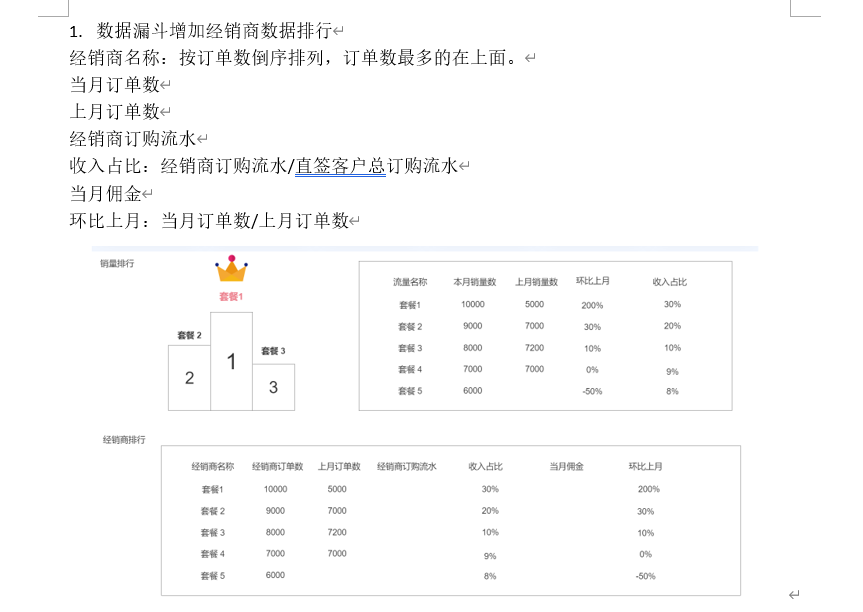 1. 数据漏斗增加经销商数据排行
经销商名称：按订单数倒序排列，订单数最多的在上面。
当月订单数
上月订单数
经销商订购流水
收入占比：经销商订购流水/直签客户总订购流水
当月佣金
环比上月：当月订单数/上月订单数
销量排行
套餐1
套餐 2
1
套餐 3
2
3
流量名称 本月销量数 上月销量数 环比上月 收入占比
套餐1 10000 5000 200% 30%
套餐 2 9000 7000 30% 20%
套餐 3 8000 7200 10% 10%
套餐 4 7000 7000 0% 9%
套餐 5 6000 -50% 8%
经销商排行
经销商名称 经销商订单数 上月订单数 经销商订购流水 收入占比 当月佣金 环比上月
套餐1 10000 5000 30% 200%
套餐 2 9000 7000 20% 30%
套餐 3 8000 7200 10% 10%
套餐 4 7000 7000 9% 0%
套餐 5 6000 8% -50%